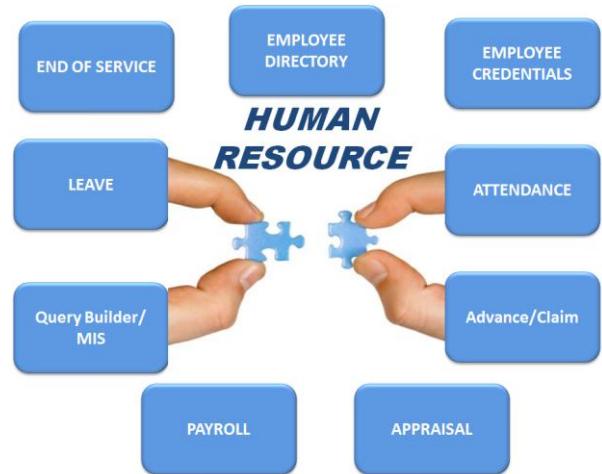 END OF SERVICE
EMPLOYEE
DIRECTORY
EMPLOYEE
CREDENTIALS
HUMAN
RESOURCE
LEAVE
ATTENDANCE
Query Builder/
MIS
Advance/Claim
PAYROLL
APPRAISAL